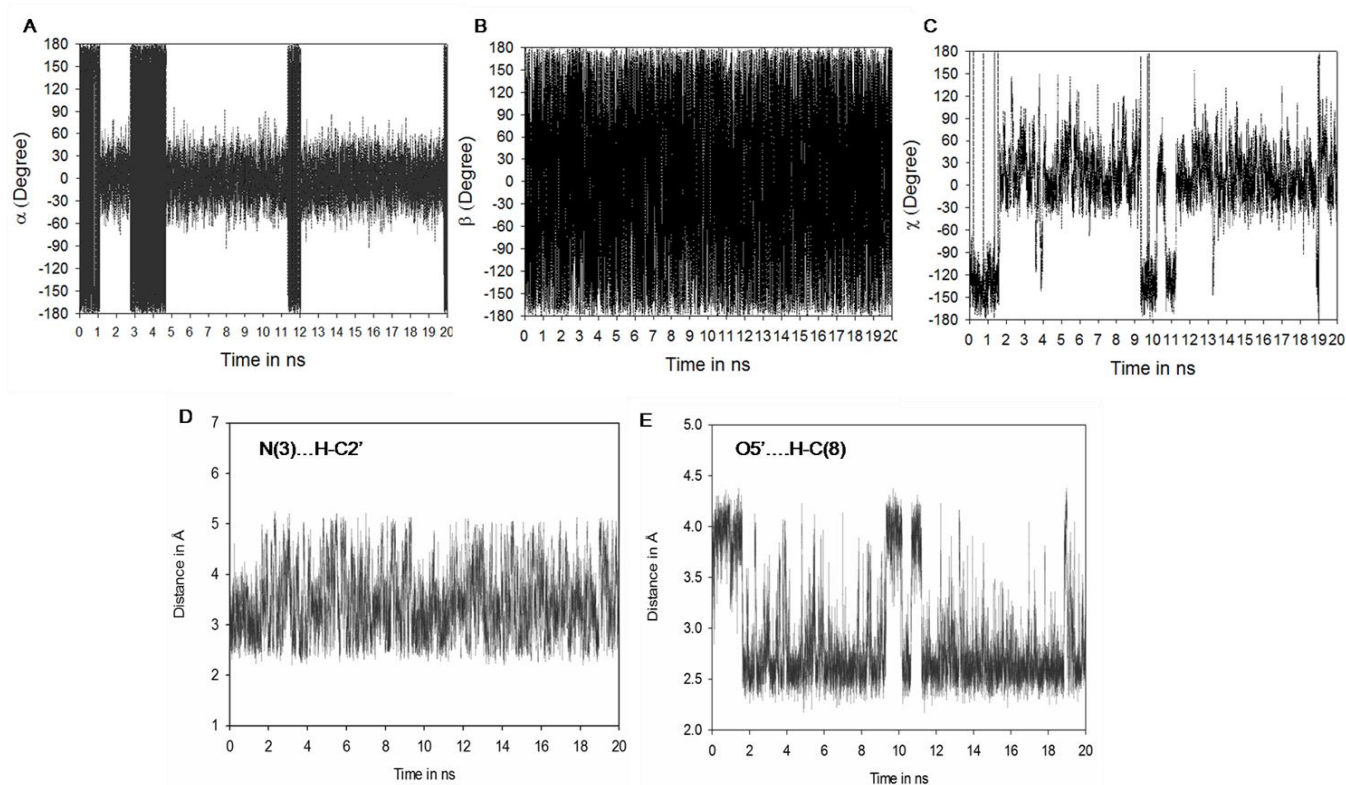 A
B
C
180
150
120
90
60
30
0
-30
-60
-90
-120
-150
-180
α (Degree)
0 1 2 3 4 5 6 7 8 9 10 11 12 13 14 15 16 17 18 19 20
Time in ns
180
150
120
90
60
30
0
-30
-60
-90
-120
-150
-180
β (Degree)
0 1 2 3 4 5 6 7 8 9 10 11 12 13 14 15 16 17 18 19 20
Time in ns
180
150
120
90
60
30
0
-30
-60
-90
-120
-150
-180
χ (Degree)
0 1 2 3 4 5 6 7 8 9 10 11 12 13 14 15 16 17 18 19 20
Time in ns
D
N(3)...H-C2'
7
6
5
4
3
2
1
Distance in Å
0 2 4 6 8 10 12 14 16 18 20
Time in ns
E
O5'....H-C(8)
5.0
4.5
4.0
3.5
3.0
2.5
2.0
Distance in Å
0 2 4 6 8 10 12 14 16 18 20
Time in ns